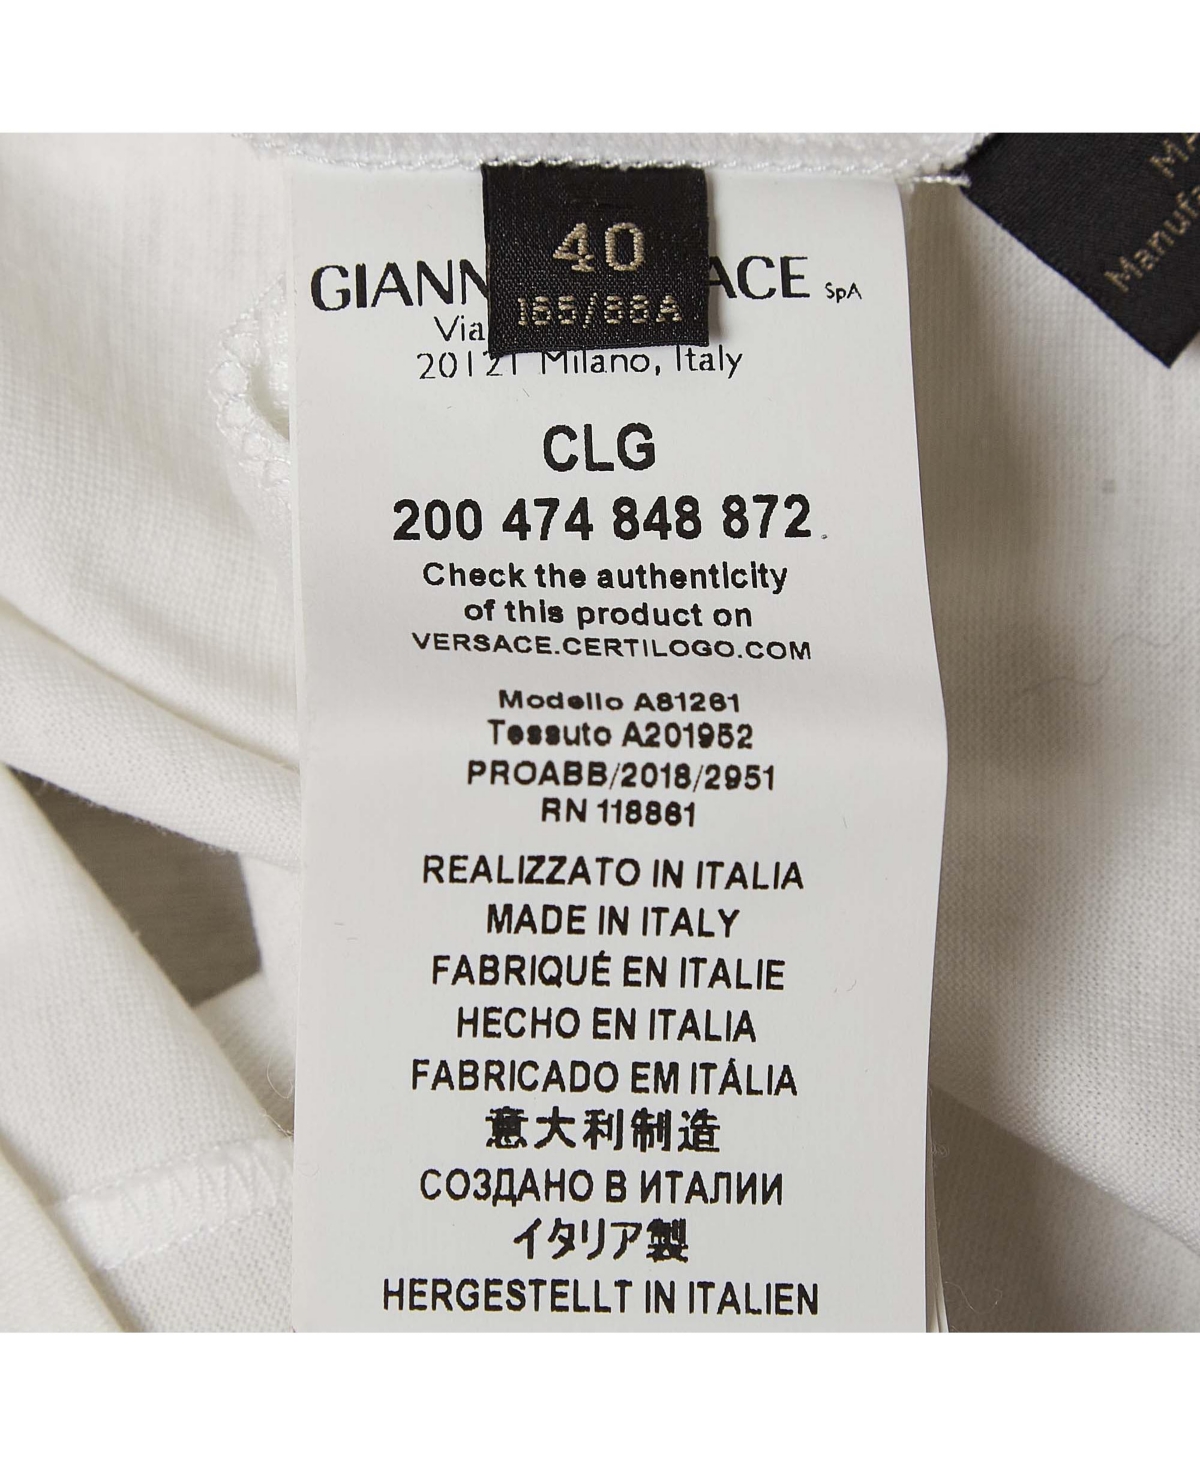 40
165/88A
GIANN ACE SpA
Via
20121 Milano, Italy
CLG
200 474 848 872
Check the authenticity
of this product on
VERSACE.CERTILOGO.COM
Modello A81261
Tessuto A201952
PROABB/2018/2951
RN 118861
REALIZZATO IN ITALIA
MADE IN ITALY
FABRIQUÉ EN ITALIE
HECHO EN ITALIA
FABRICADO EM ITÁLIA
意大利制造
СОЗДАНО В ИТАЛИИ
イタリア製
HERGESTELLT IN ITALIEN
MA
Manufa